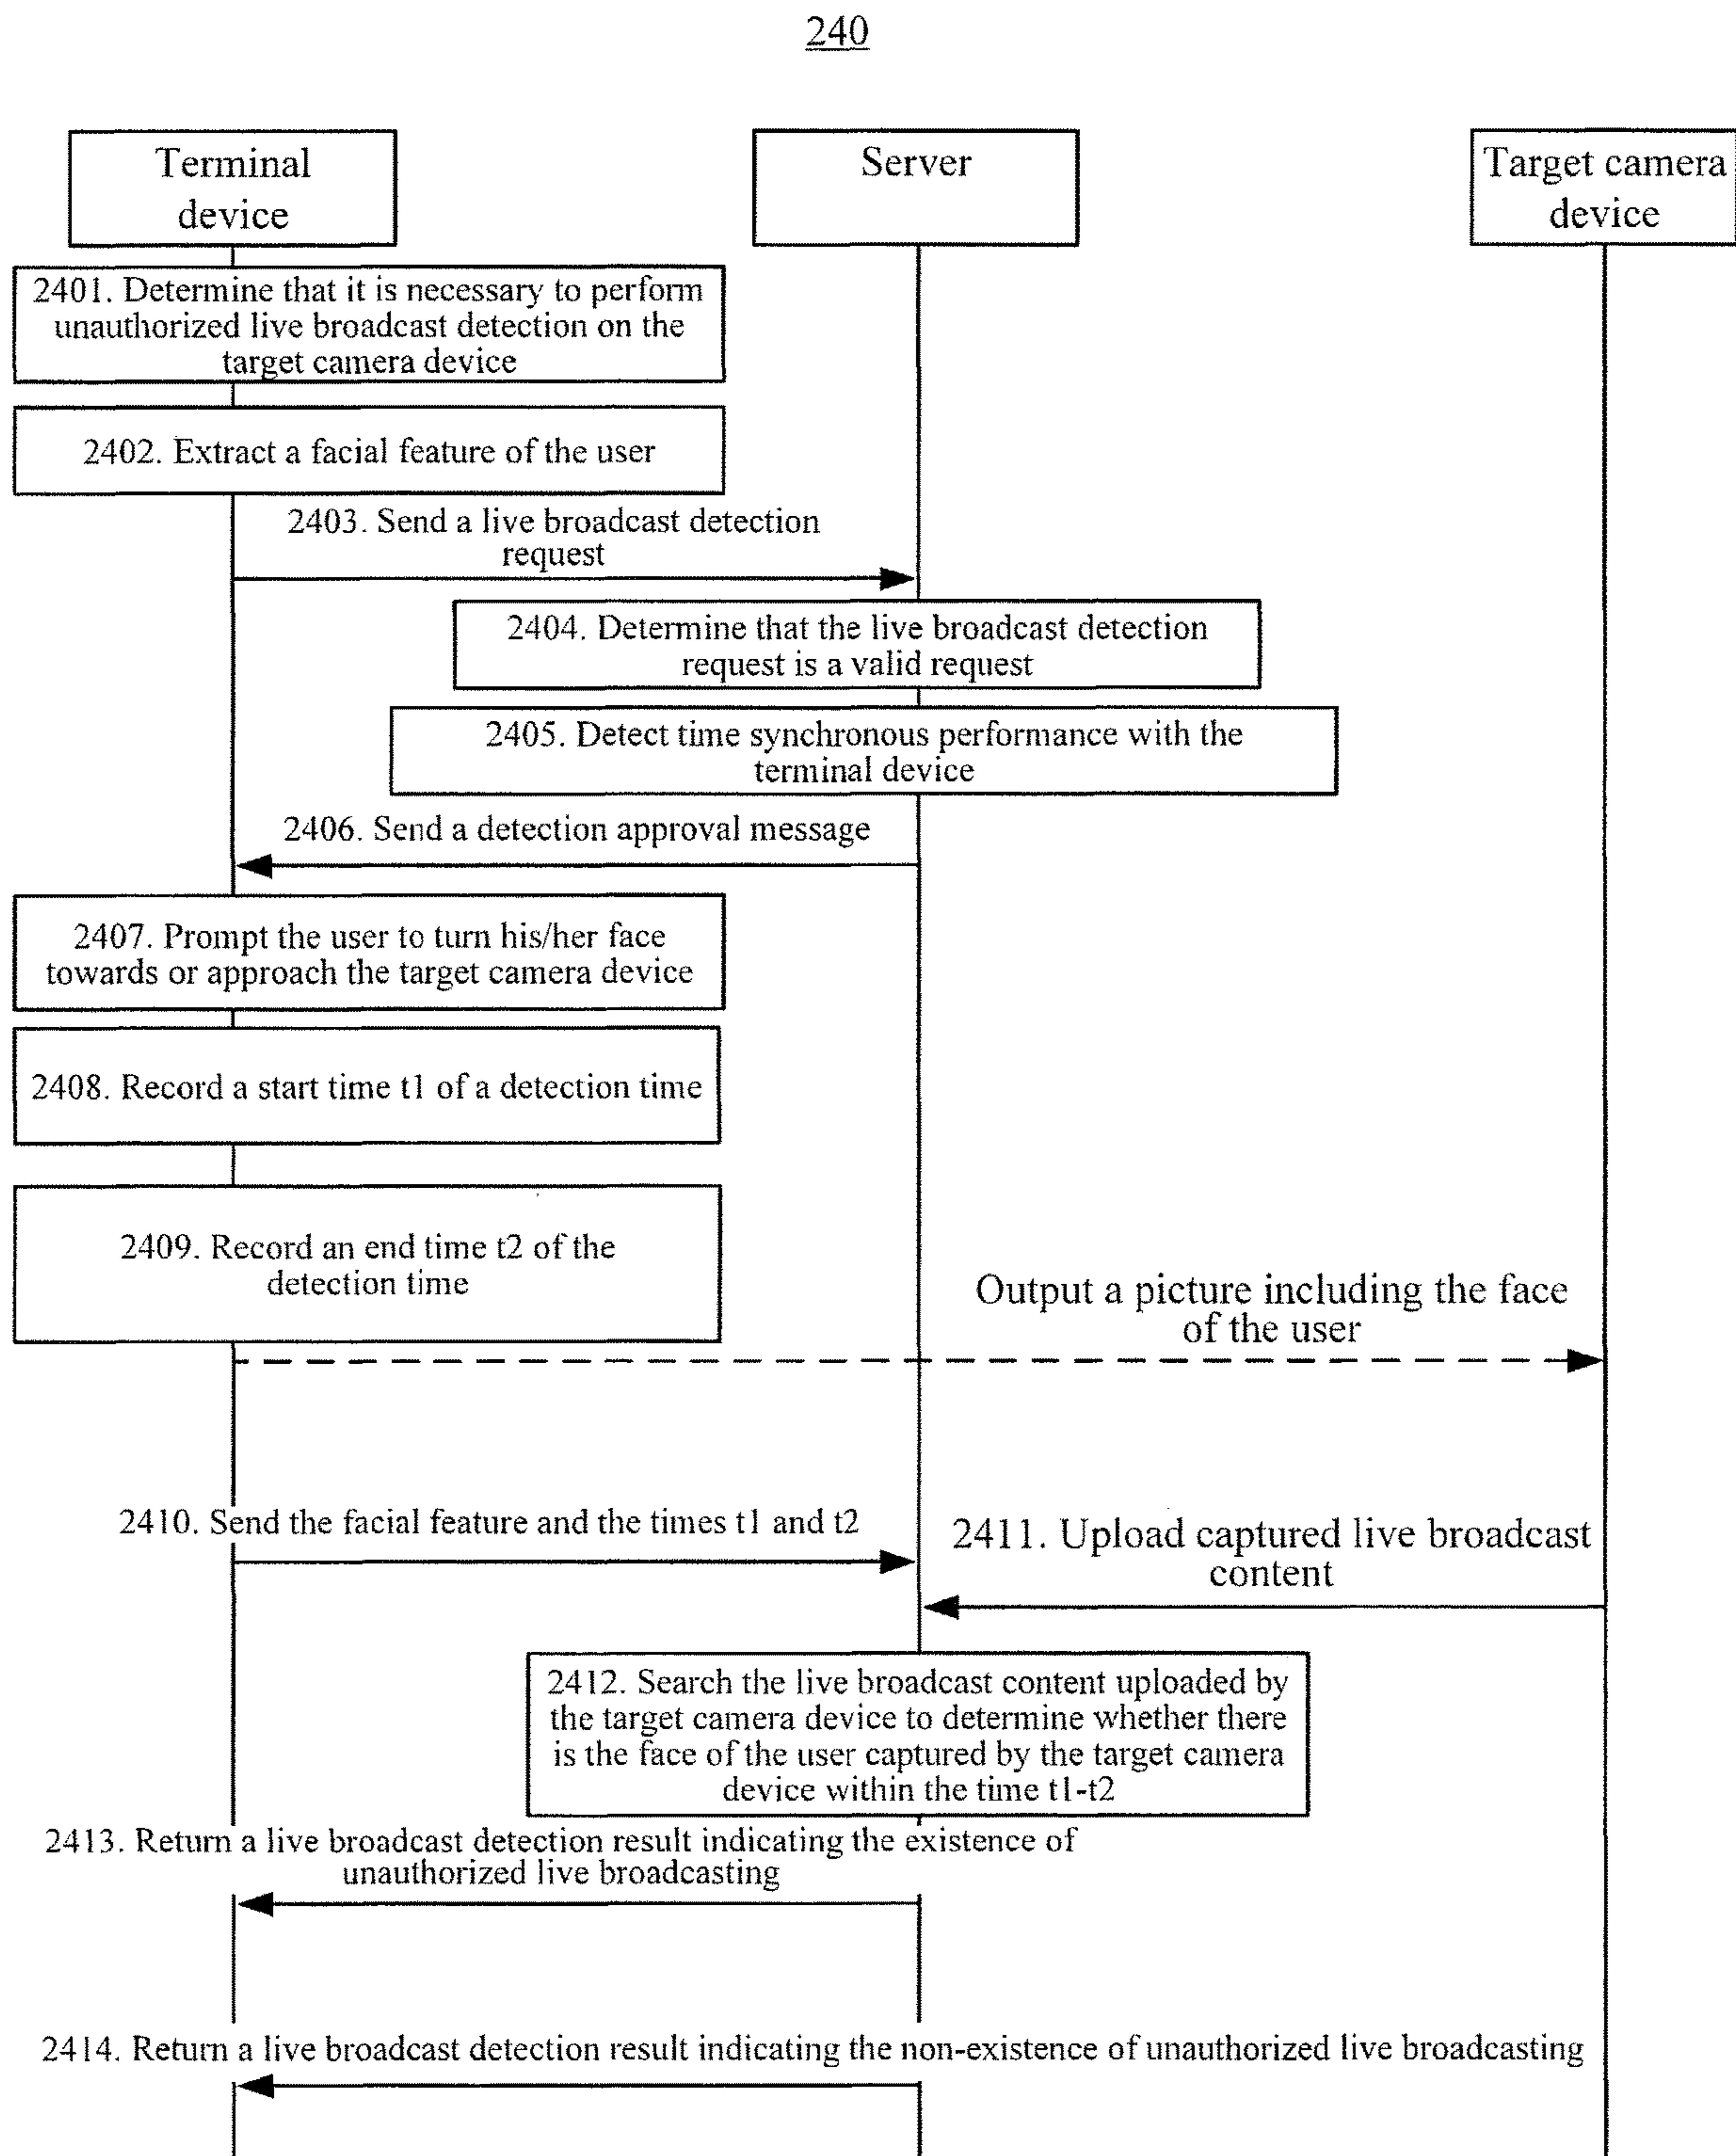 240
Terminal
device
Server
Target camera
device
2401. Determine that it is necessary to perform
unauthorized live broadcast detection on the
target camera device
2402. Extract a facial feature of the user
2403. Send a live broadcast detection
request
2404. Determine that the live broadcast detection
request is a valid request
2405. Detect time synchronous performance with the
terminal device
2406. Send a detection approval message
2407. Prompt the user to turn his/her face
towards or approach the target camera device
2408. Record a start time t1 of a detection time
2409. Record an end time t2 of the
detection time
Output a picture including the face
of the user
2410. Send the facial feature and the times t1 and t2
2411. Upload captured live broadcast
content
2412. Search the live broadcast content uploaded by
the target camera device to determine whether there
is the face of the user captured by the target camera
device within the time t1-t2
2413. Return a live broadcast detection result indicating the existence of
unauthorized live broadcasting
2414. Return a live broadcast detection result indicating the non-existence of unauthorized live broadcasting